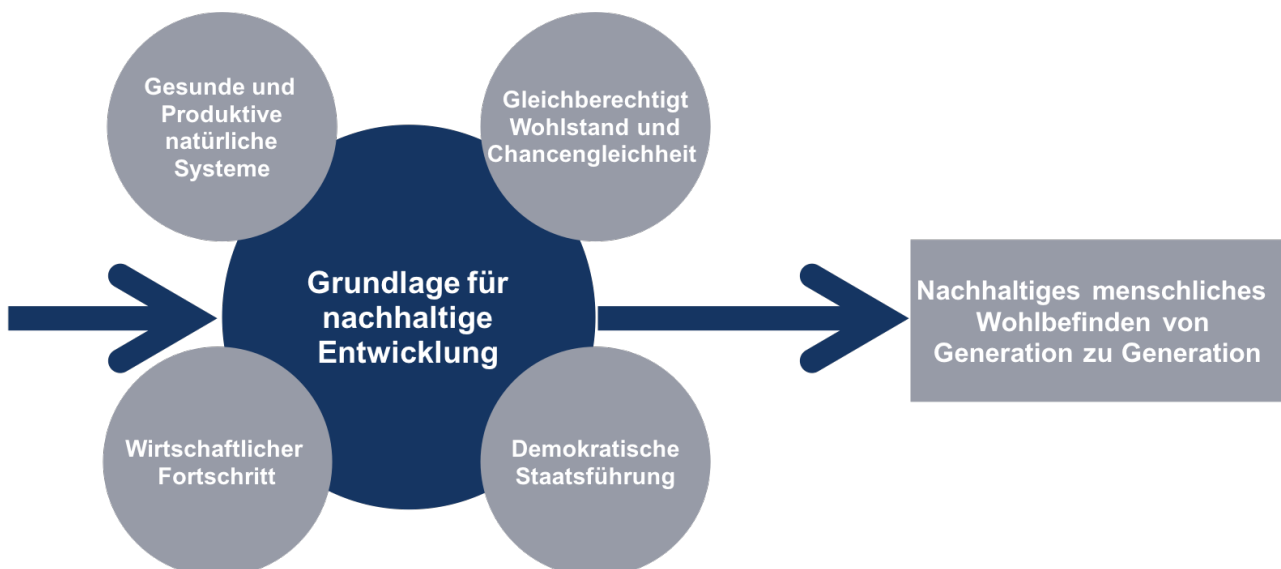 Gesunde und
Produktive
natürliche
Systeme
Gleichberechtigt
Wohlstand und
Chancengleichheit
Grundlage für
nachhaltige
Entwicklung
Nachhaltiges menschliches
Wohlbefinden von
Generation zu Generation
Wirtschaftlicher
Fortschritt
Demokratische
Staatsführung